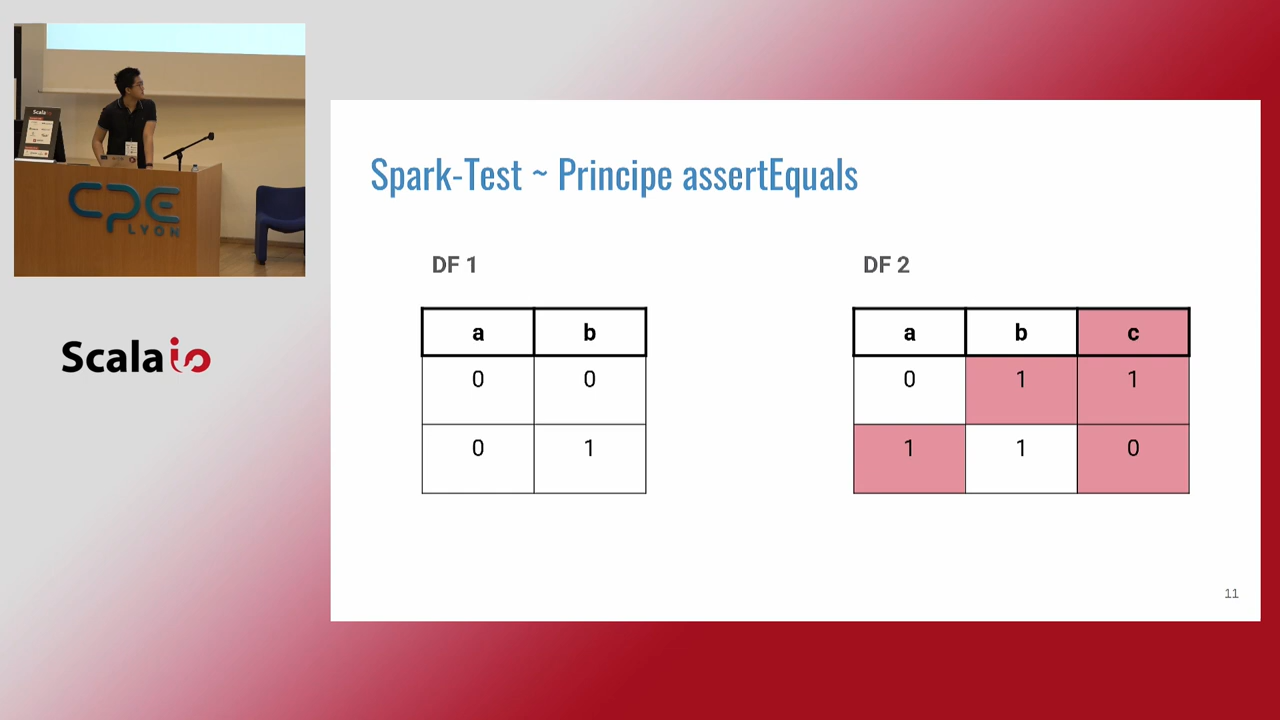 Scala
CPE
LYON
Scalaio
Spark-Test ~ Principe assertEquals
DF 1
a b
0 0
0 1
DF 2
a b c
0 1 1
1 1 0
11